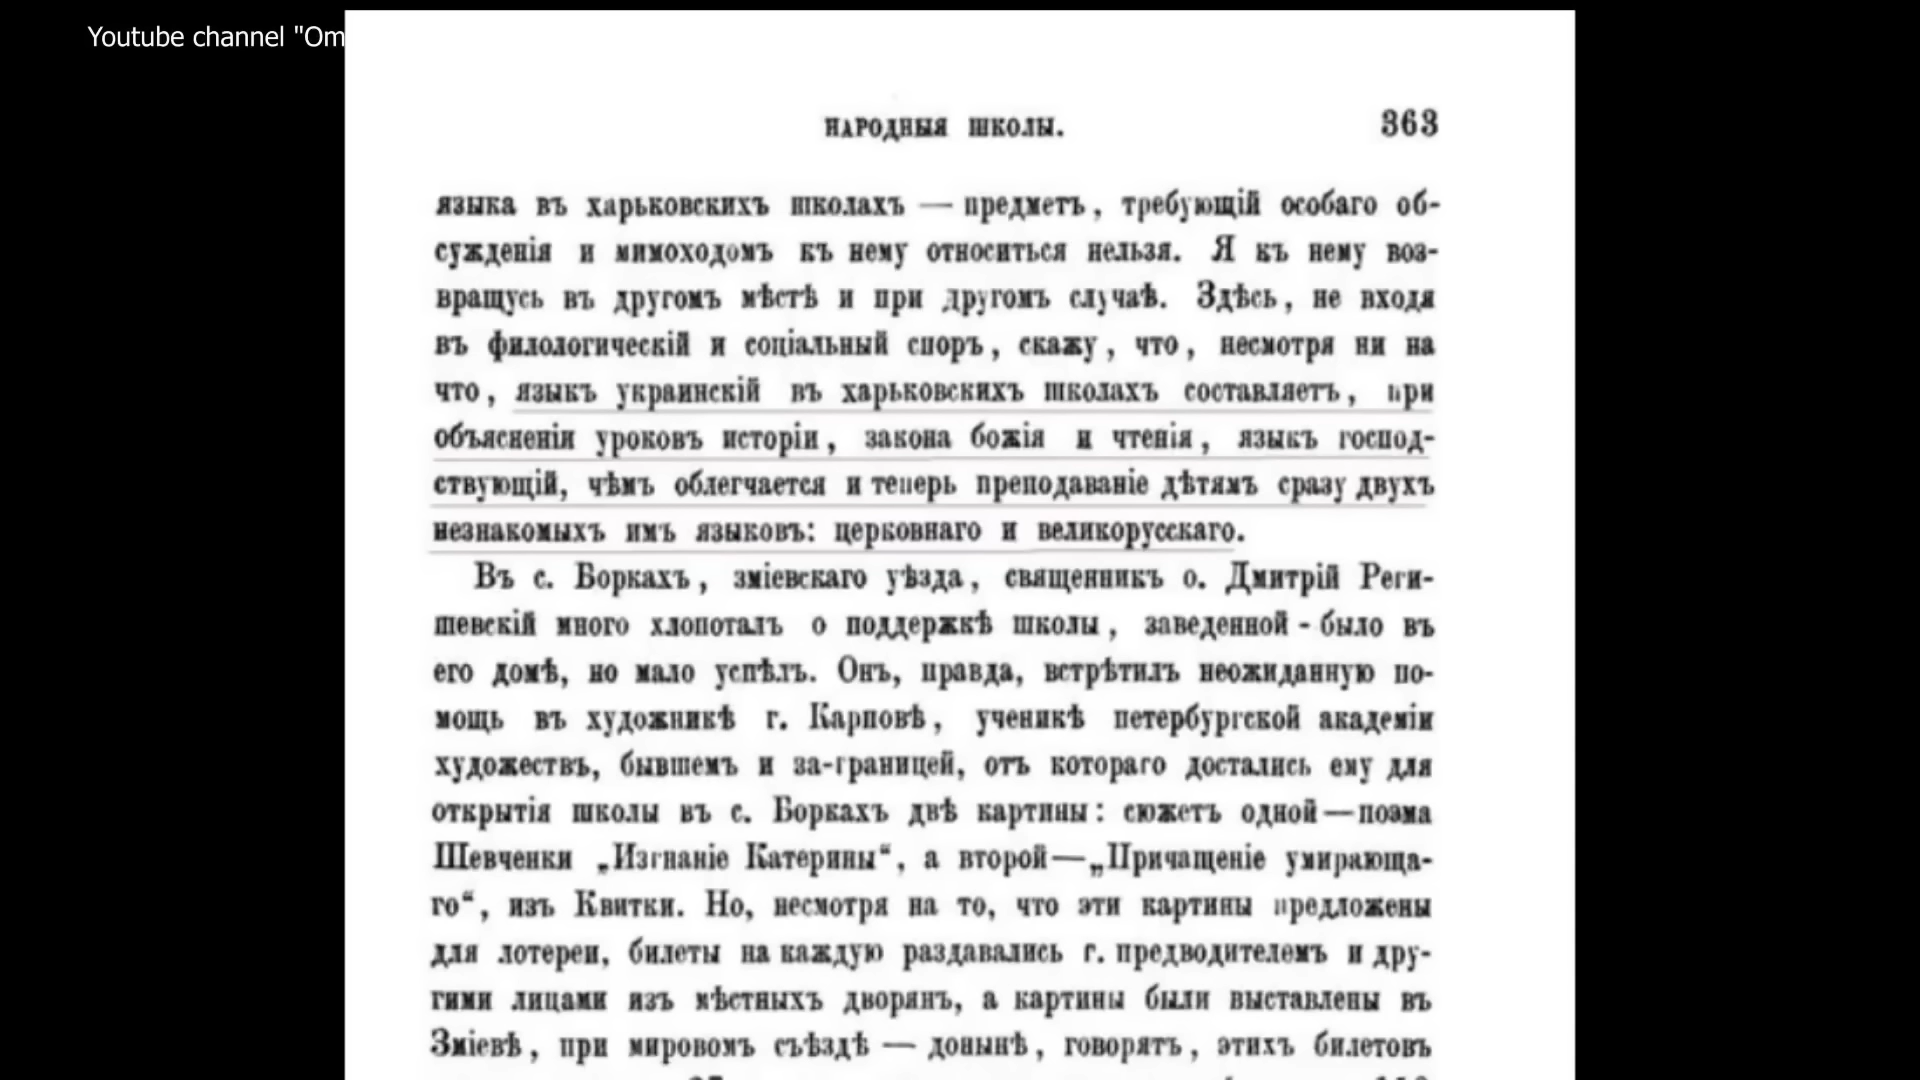 Youtube channel "Om
НАРОДНЫЯ ШКОЛЫ. 363
языка въ харьковскихъ школахъ — предметъ, требующій особаго об-
сужденія и мимоходомъ къ нему относиться нельзя. Я къ нему воз-
вращусь въ другомъ мѣстѣ и при другомъ случаѣ. Здѣсь, не входя
въ филологическій и соціальный споръ, скажу, что, несмотря ни на
что, языкъ украинскій въ харьковскихъ школахъ составляетъ, при
объясненіи уроковъ исторіи, закона божія и чтенія, языкъ господ-
ствующій, чѣмъ облегчается и теперь преподаваніе дѣтямъ сразу двухъ
незнакомыхъ имъ языковъ: церковнаго и великорусскаго.
Въ с. Боркахъ, зміевскаго уѣзда, священникъ о. Дмитрій Реги-
шевскій много хлопоталъ о поддержкѣ школы, заведенной - было въ
его домѣ, но мало успѣлъ. Онъ, правда, встрѣтилъ неожиданную по-
мощь въ художникѣ г. Карповѣ, ученикѣ петербургской академіи
художествъ, бывшемъ и за-границей, отъ котораго достались ему для
открытія школы въ с. Боркахъ двѣ картины: сюжетъ одной—поэма
Шевченки „Изгнаніе Катерины“, а второй—„Причащеніе умирающа-
го“, изъ Квитки. Но, несмотря на то, что эти картины предложены
для лотереи, билеты на каждую раздавались г. предводителемъ и дру-
гими лицами изъ мѣстныхъ дворянъ, а картины были выставлены въ
Зміевѣ, при мировомъ съѣздѣ — донынѣ, говорятъ, этихъ билетовъ